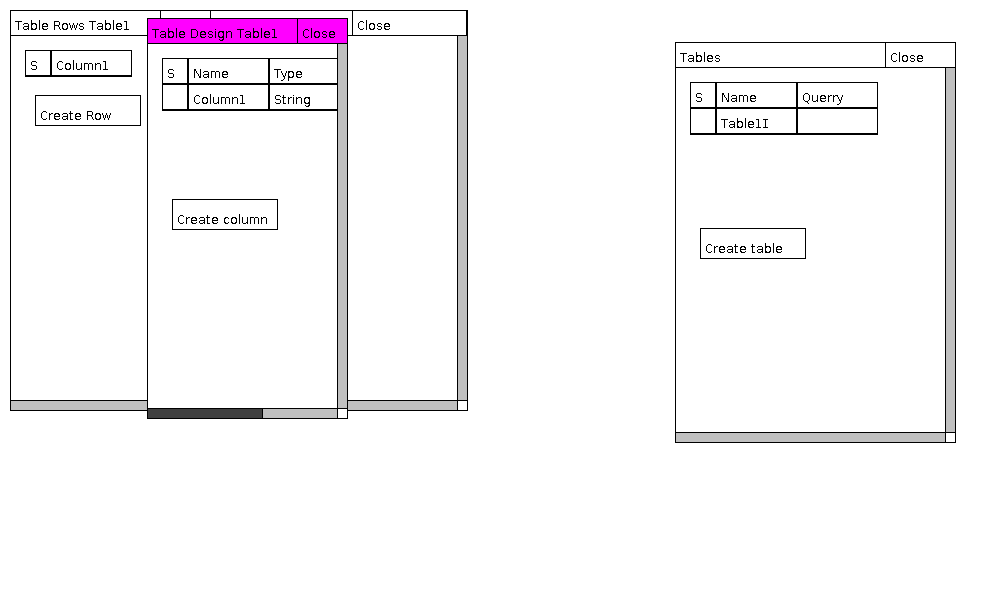 Table Rows Table1
Close
S Column1
Create Row
Table Design Table1 Close
S Name Type
Column1 String
Create column
Tables Close
S Name Querry
Table1I
Create table